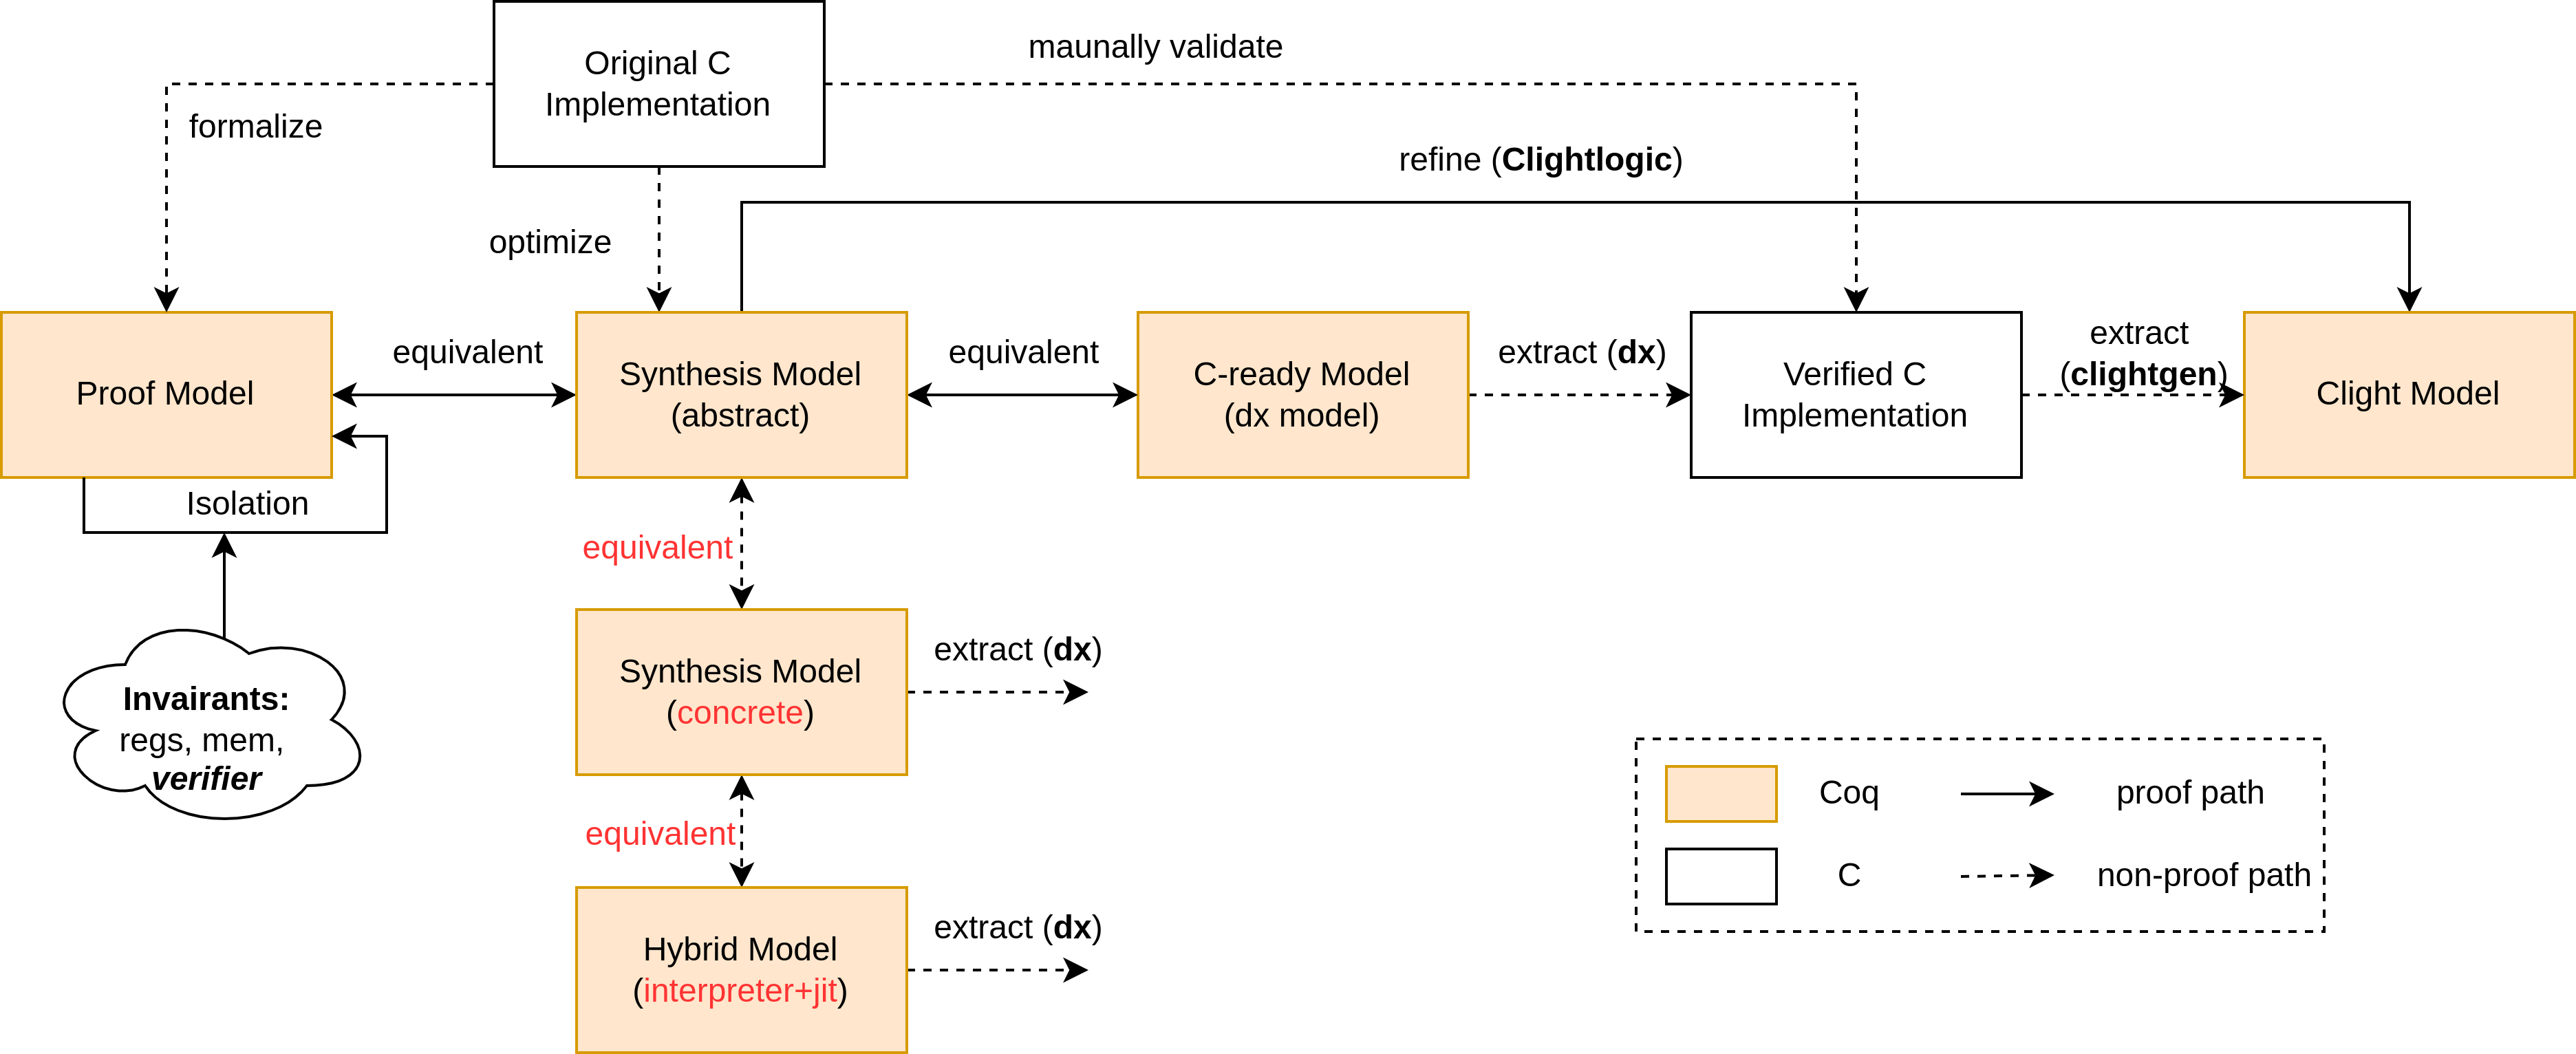 Original C
Implementation
maunally validate
formalize
refine (Clightlogic)
optimize
Proof Model
equivalent
Synthesis Model
(abstract)
equivalent
C-ready Model
(dx model)
extract (dx)
Verified C
Implementation
extract
(clightgen)
Clight Model
Isolation
equivalent
Invairants:
regs, mem,
verifier
Synthesis Model
(concrete)
extract (dx)
equivalent
Hybrid Model
(interpreter+jit)
extract (dx)
Coq
proof path
C
non-proof path